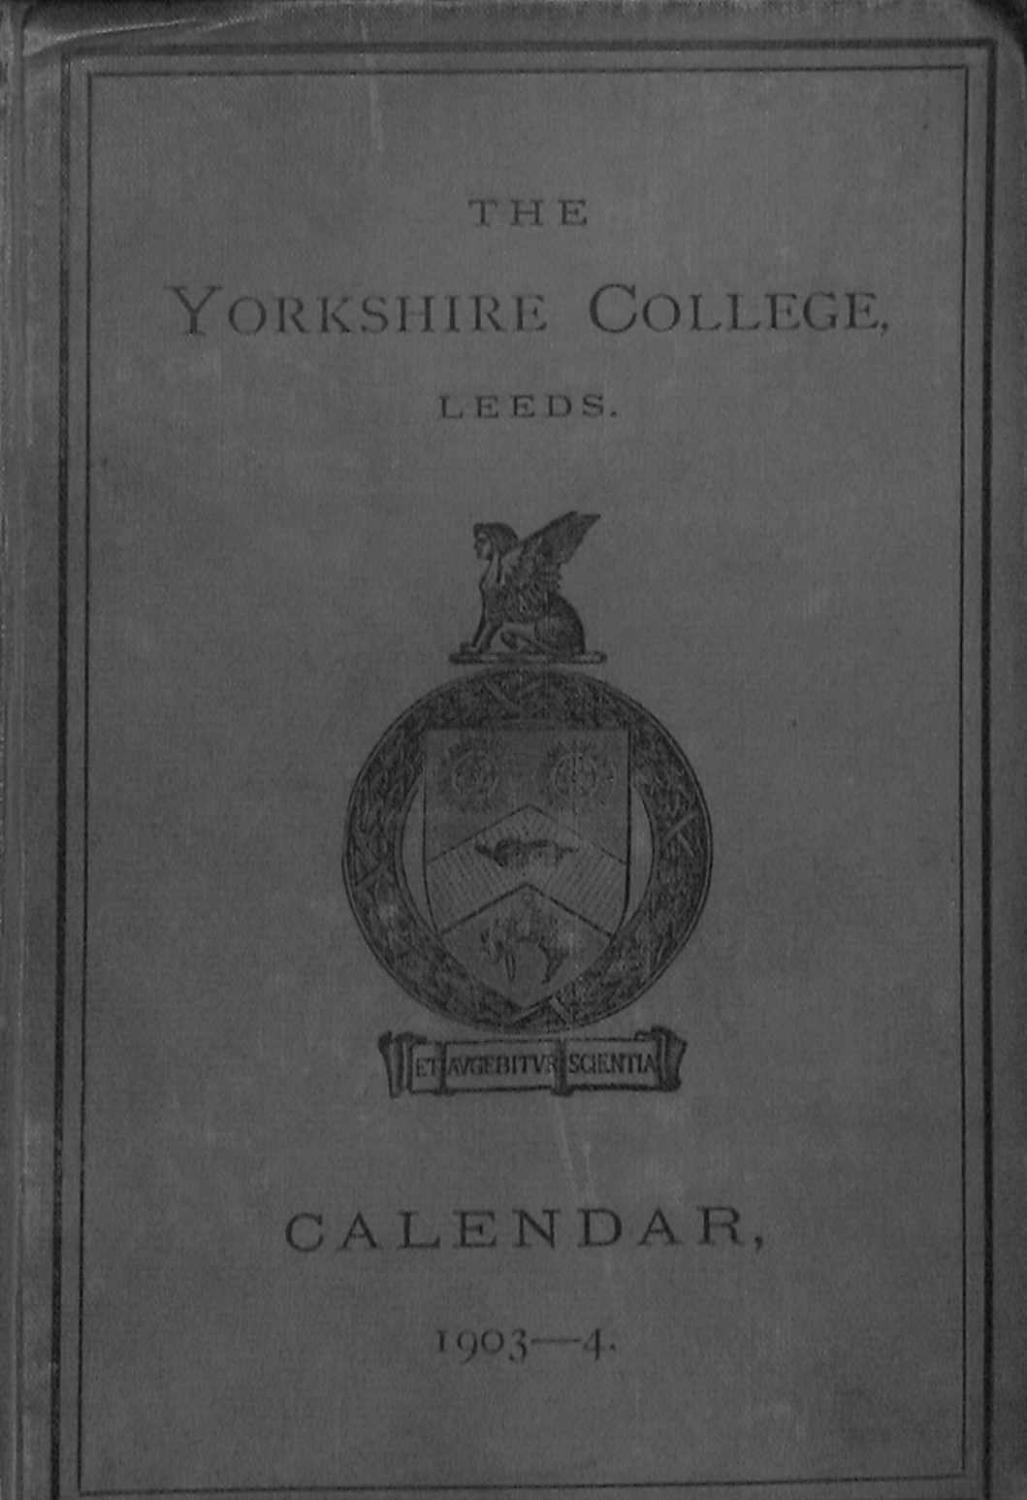 THE
YORKSHIRE COLLEGE,
LEEDS.
ET AVGEBITVR SCIENTIA
CALENDAR,
1903—4.